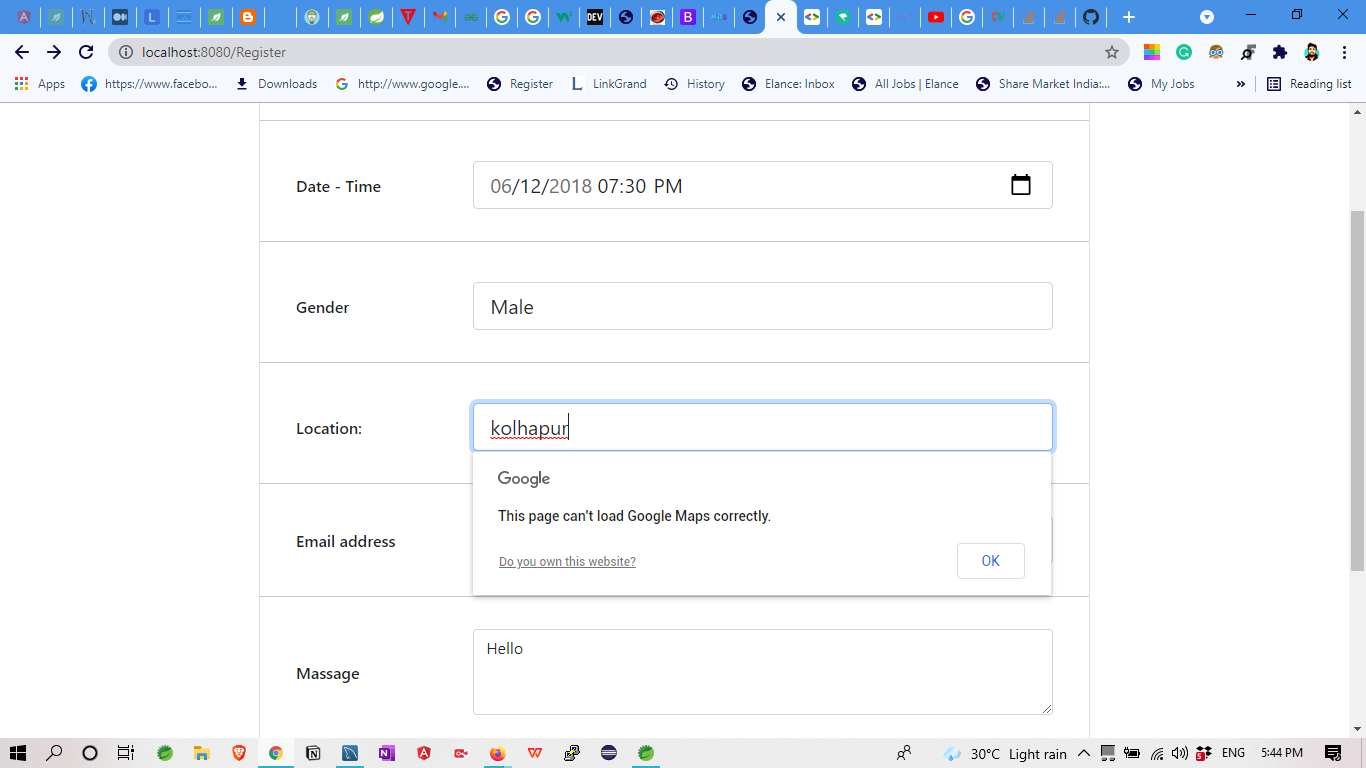 localhost:8080/Register
Apps
https://www.facebo...
Downloads
http://www.google....
Register
LinkGrand
History
Elance: Inbox
All Jobs | Elance
Share Market India:...
My Jobs
»
Reading list
Date - Time
06/12/2018 07:30 PM
Gender
Male
Location:
kolhapur
Google
This page can't load Google Maps correctly.
Do you own this website?
OK
Email address
Massage
Hello
30°C Light rain
ENG
5:44 PM